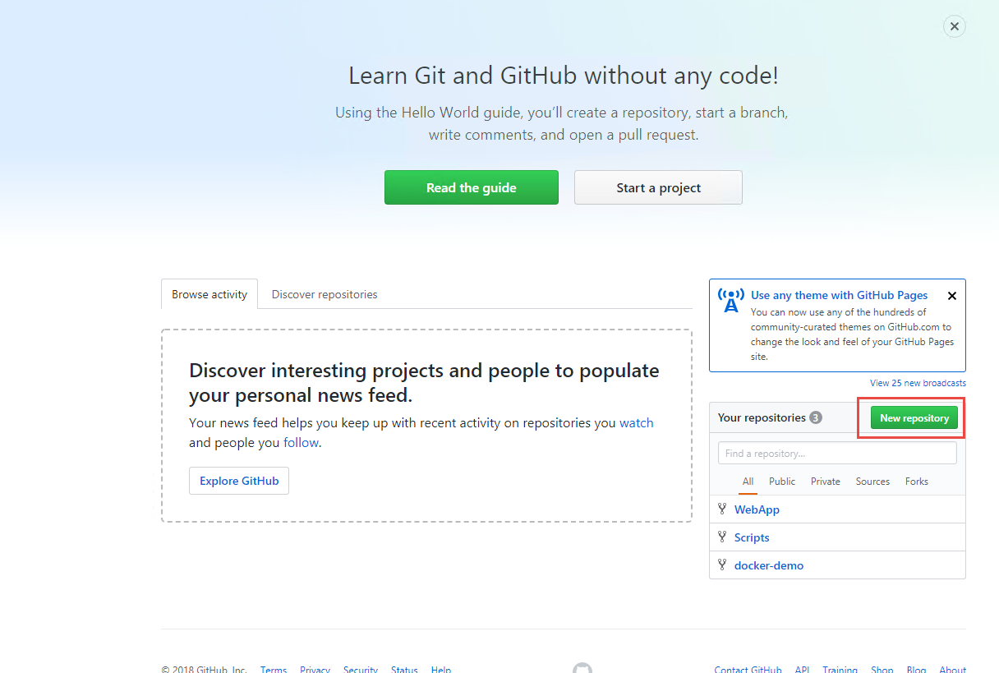 Learn Git and GitHub without any code!
Using the Hello World guide, you’ll create a repository, start a branch,
write comments, and open a pull request.
Read the guide
Start a project
Browse activity
Discover repositories
Discover interesting projects and people to populate
your personal news feed.
Your news feed helps you keep up with recent activity on repositories you watch
and people you follow.
Explore GitHub
Use any theme with GitHub Pages
You can now use any of the hundreds of
community-curated themes on GitHub.com to
change the look and feel of your GitHub Pages
site.
View 25 new broadcasts
Your repositories 3
New repository
Find a repository...
All Public Private Sources Forks
WebApp
Scripts
docker-demo
© 2018 GitHub, Inc. Terms Privacy Security Status Help
Contact GitHub API Training Shop Blog About